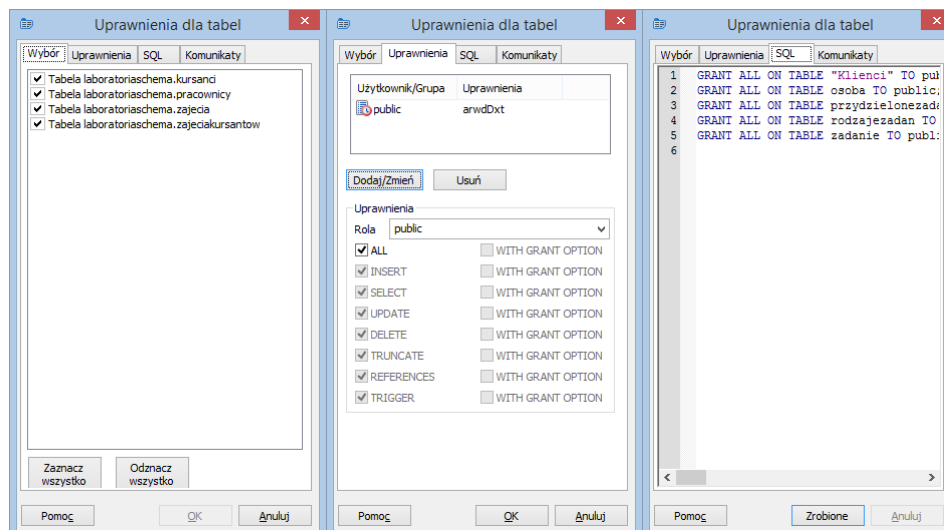 Uprawnienia dla tabel
Wybór Uprawnienia SQL Komunikaty
Tabela laboratoriaschema.kursanci
Tabela laboratoriaschema.pracownicy
Tabela laboratoriaschema.zajecia
Tabela laboratoriaschema.zajeciakursantow
Zaznacz
wszystko
Odznacz
wszystko
Pomoc OK Anuluj
Uprawnienia dla tabel
Wybór Uprawnienia SQL Komunikaty
Użytkownik/Grupa Uprawnienia
public arwdDxt
Dodaj/Zmień Usuń
Uprawnienia
Rola public
ALL WITH GRANT OPTION
INSERT WITH GRANT OPTION
SELECT WITH GRANT OPTION
UPDATE WITH GRANT OPTION
DELETE WITH GRANT OPTION
TRUNCATE WITH GRANT OPTION
REFERENCES WITH GRANT OPTION
TRIGGER WITH GRANT OPTION
Pomoc OK Anuluj
Uprawnienia dla tabel
Wybór Uprawnienia SQL Komunikaty
1 GRANT ALL ON TABLE "Klienci" TO pub
2 GRANT ALL ON TABLE osoba TO public;
3 GRANT ALL ON TABLE przydzielonezada
4 GRANT ALL ON TABLE rodzajezadan TO
5 GRANT ALL ON TABLE zadanie TO publi
6
Pomoc Zrobione Anuluj